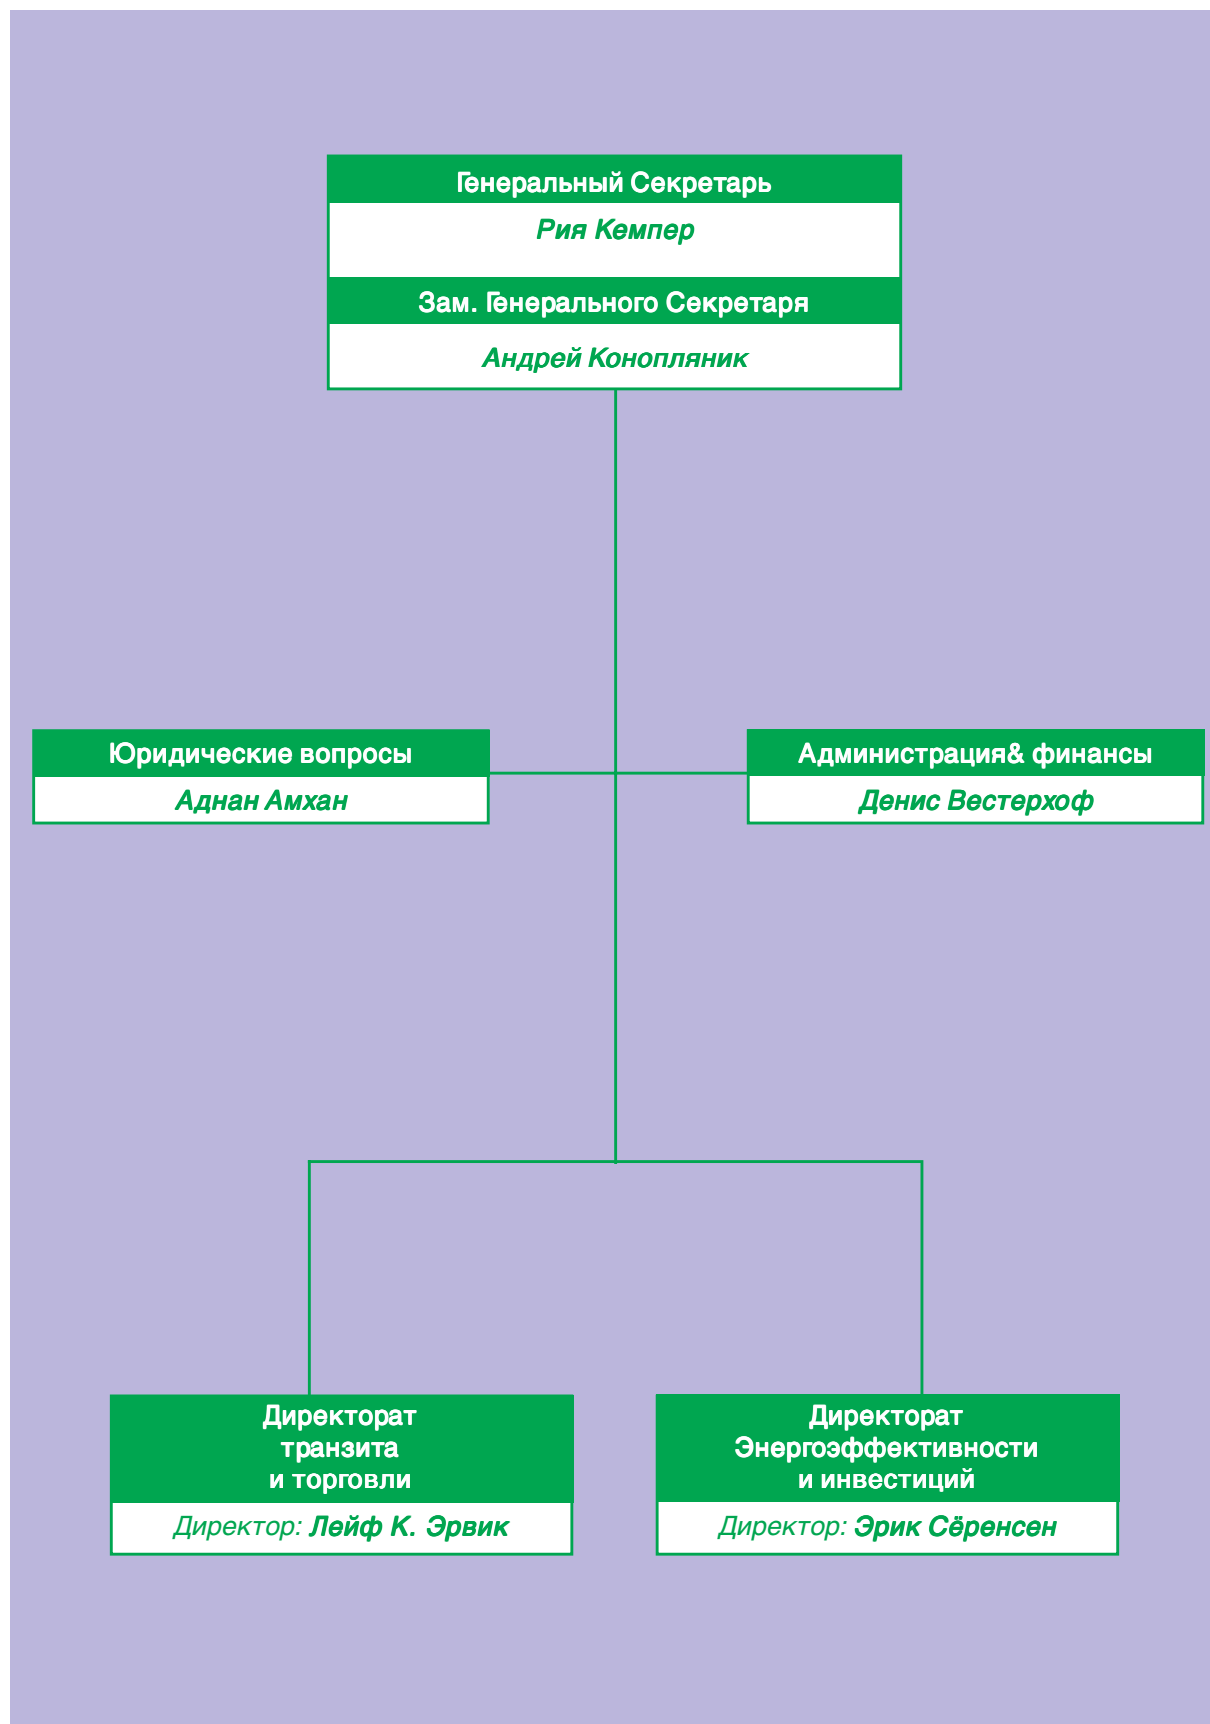 Генеральный Секретарь
Рия Кемпер
Зам. Генерального Секретаря
Андрей Конопляник
Юридические вопросы
Аднан Амхан
Администрация& финансы
Денис Вестерхоф
Директорат
транзита
и торговли
Директор: Лейф К. Эрвик
Директорат
Энергоэффективности
и инвестиций
Директор: Эрик Сёренсен